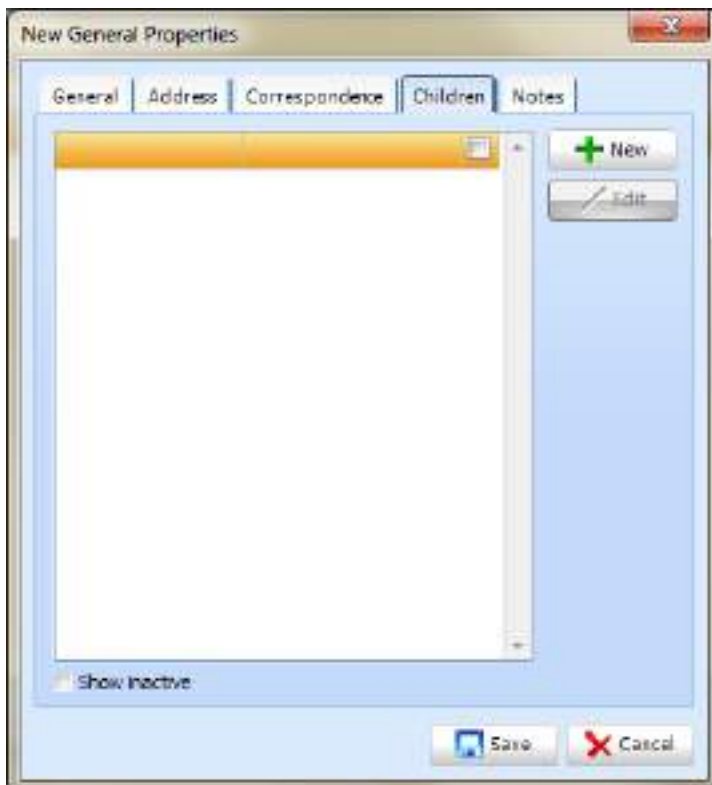 New General Properties
General Address Correspondence Children Notes
New
Edit
Show inactive
Save Cancel